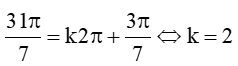 31π/7 = k2π + 3π/7 ⇔ k = 2